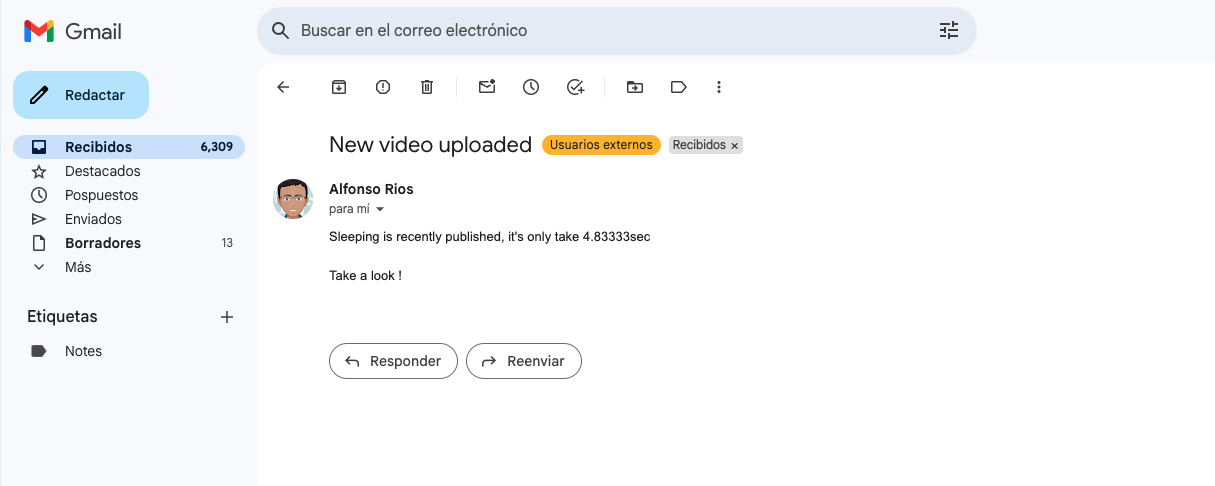 Gmail
Buscar en el correo electrónico
Redactar
Recibidos 6,309
Destacados
Pospuestos
Enviados
Borradores 13
Más
Etiquetas
Notes
New video uploaded Usuarios externos Recibidos ×
Alfonso Rios
para mí
Sleeping is recently published, it's only take 4.83333sec
Take a look !
Responder Reenviar